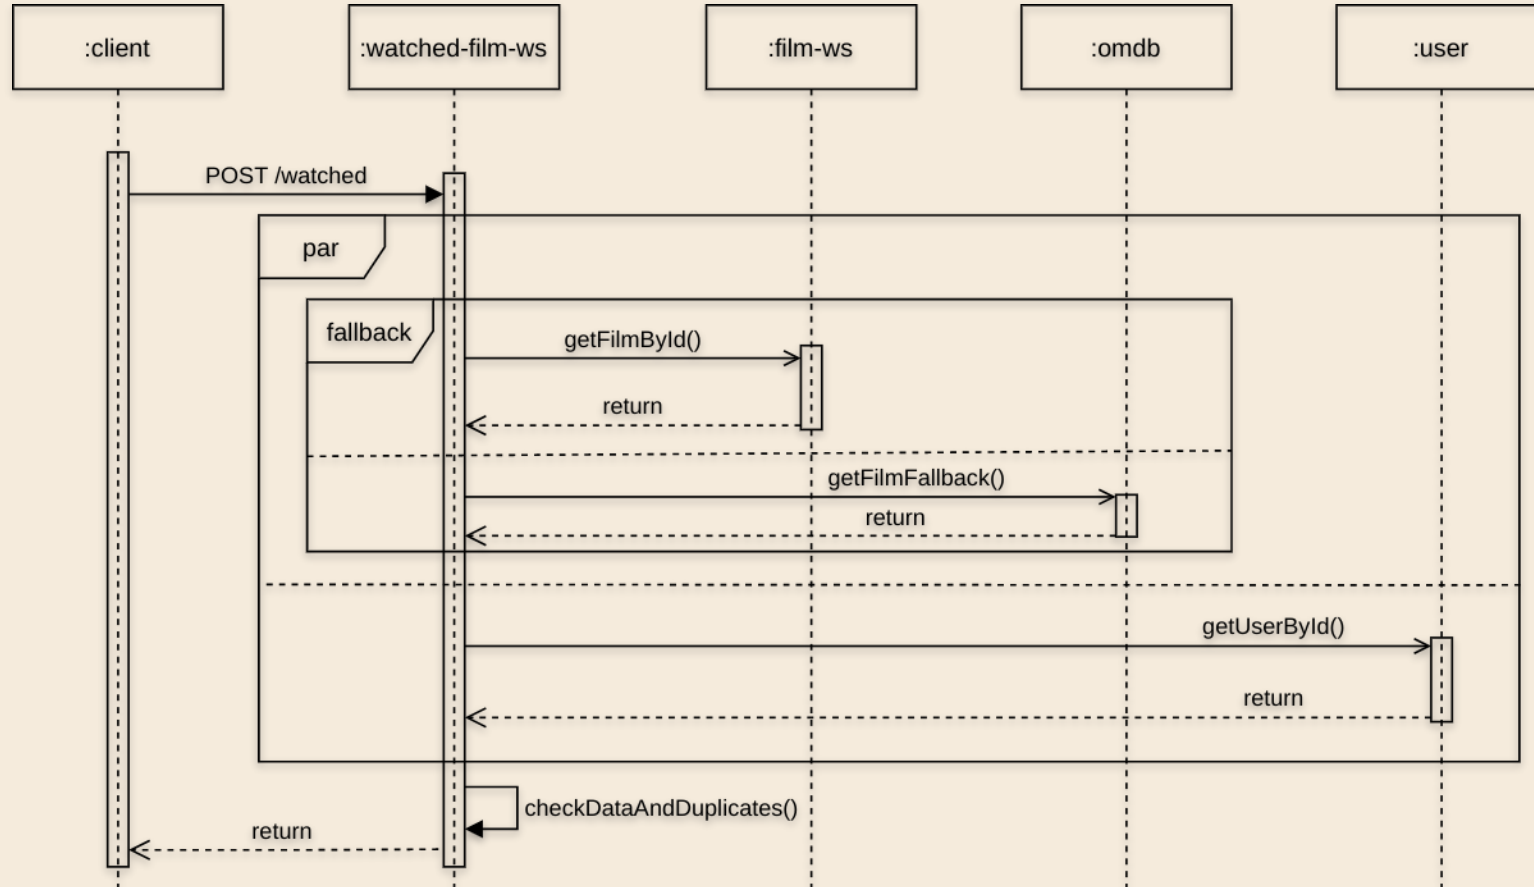 :client
:watched-film-ws
:film-ws
:omdb
:user
POST /watched
par
fallback
getFilmById()
return
getFilmFallback()
return
getUserById()
return
checkDataAndDuplicates()
return